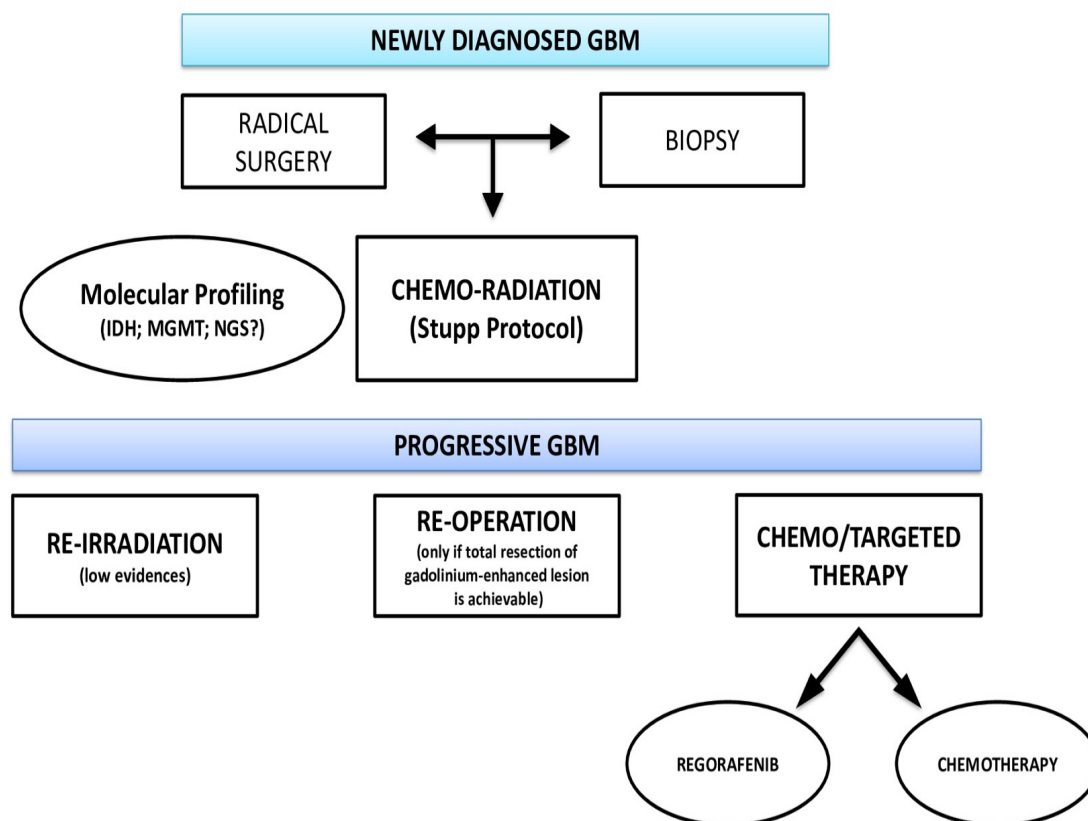 NEWLY DIAGNOSED GBM
RADICAL
SURGERY
BIOPSY
Molecular Profiling
(IDH; MGMT; NGS?)
CHEMO-RADIATION
(Stupp Protocol)
PROGRESSIVE GBM
RE-IRRADIATION
(low evidences)
RE-OPERATION
(only if total resection of
gadolinium-enhanced lesion
is achievable)
CHEMO/TARGETED
THERAPY
REGORAFENIB
CHEMOTHERAPY